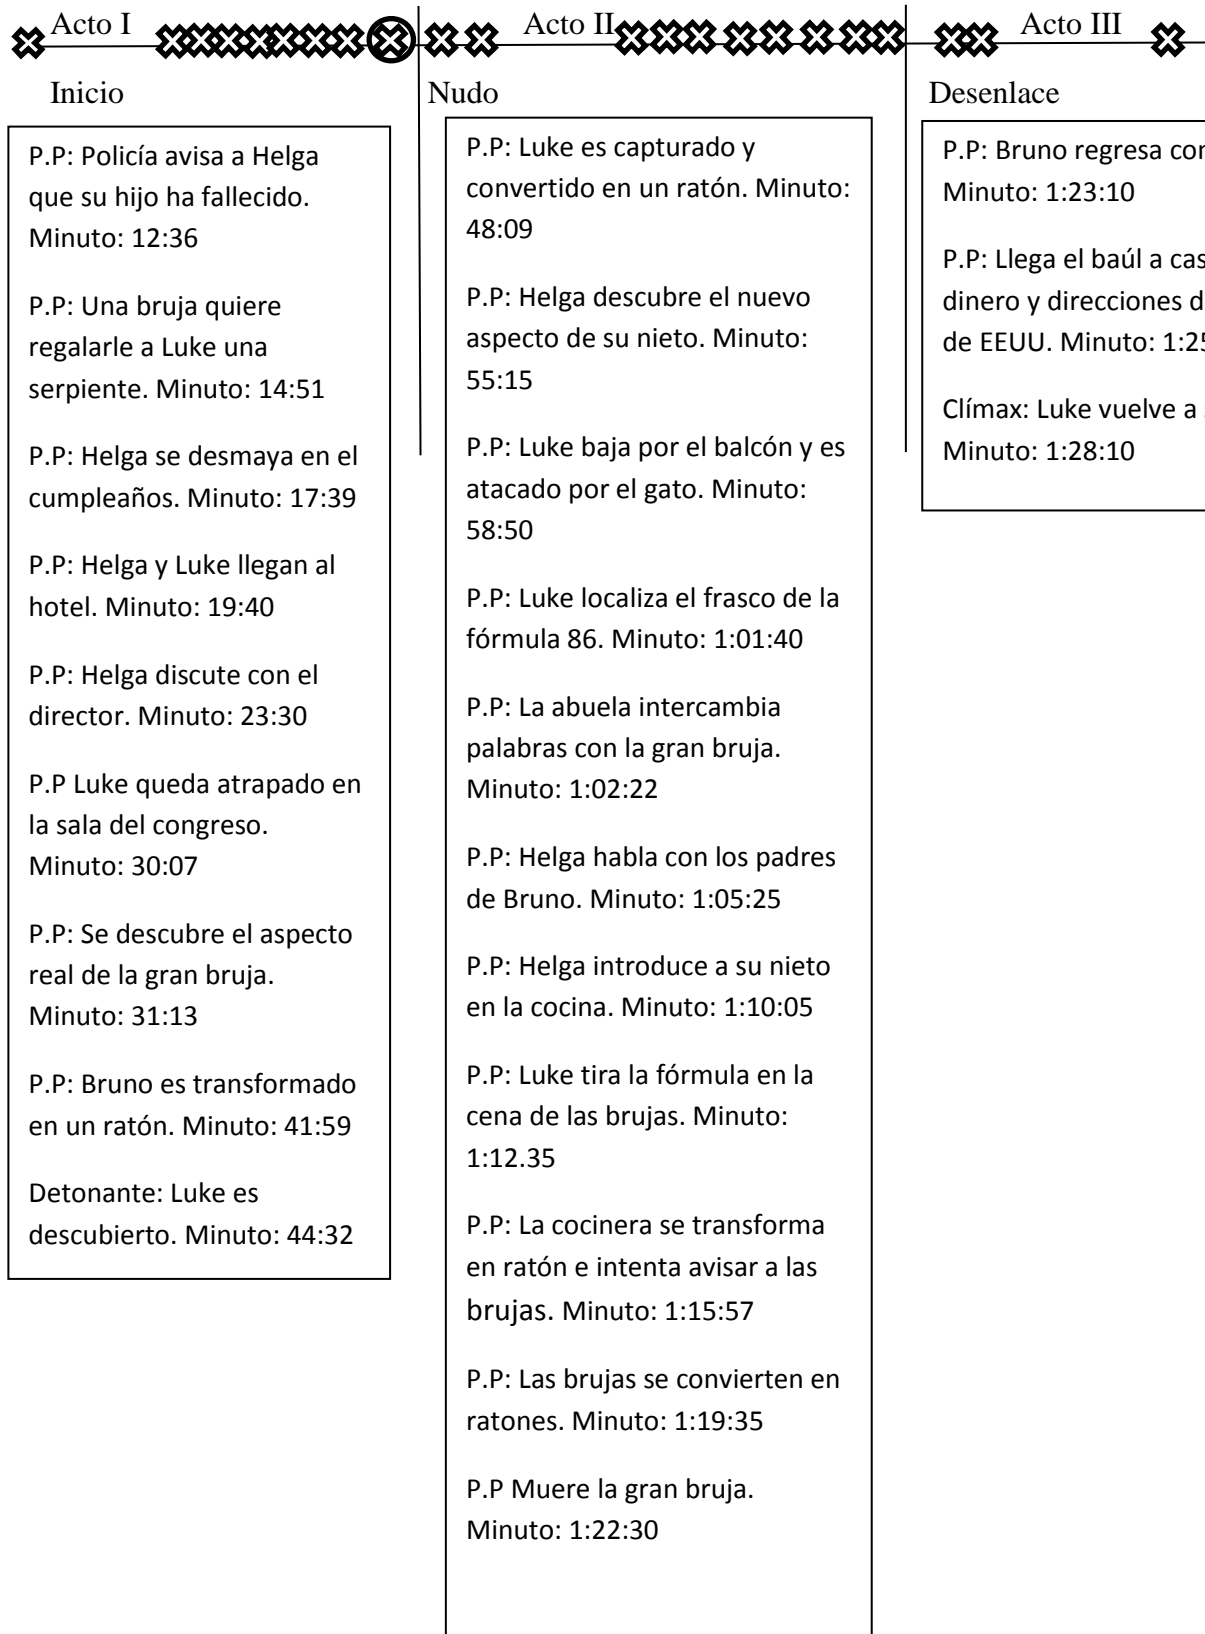 Acto I
Acto II
Acto III
Inicio
Nudo
Desenlace
P.P: Policía avisa a Helga
que su hijo ha fallecido.
Minuto: 12:36
P.P: Una bruja quiere
regalarle a Luke una
serpiente. Minuto: 14:51
P.P: Helga se desmaya en el
cumpleaños. Minuto: 17:39
P.P: Helga y Luke llegan al
hotel. Minuto: 19:40
P.P: Helga discute con el
director. Minuto: 23:30
P.P Luke queda atrapado en
la sala del congreso.
Minuto: 30:07
P.P: Se descubre el aspecto
real de la gran bruja.
Minuto: 31:13
P.P: Bruno es transformado
en un ratón. Minuto: 41:59
Detonante: Luke es
descubierto. Minuto: 44:32
P.P: Luke es capturado y
convertido en un ratón. Minuto:
48:09
P.P: Helga descubre el nuevo
aspecto de su nieto. Minuto:
55:15
P.P: Luke baja por el balcón y es
atacado por el gato. Minuto:
58:50
P.P: Luke localiza el frasco de la
fórmula 86. Minuto: 1:01:40
P.P: La abuela intercambia
palabras con la gran bruja.
Minuto: 1:02:22
P.P: Helga habla con los padres
de Bruno. Minuto: 1:05:25
P.P: Helga introduce a su nieto
en la cocina. Minuto: 1:10:05
P.P: Luke tira la fórmula en la
cena de las brujas. Minuto:
1:12.35
P.P: La cocinera se transforma
en ratón e intenta avisar a las
brujas. Minuto: 1:15:57
P.P: Las brujas se convierten en
ratones. Minuto: 1:19:35
P.P Muere la gran bruja.
Minuto: 1:22:30
P.P: Bruno regresa
Minuto: 1:23:10
P.P: Llega el baúl a
dinero y direcciones
de EEUU. Minuto:
Clímax: Luke vuelve a
Minuto: 1:28:10